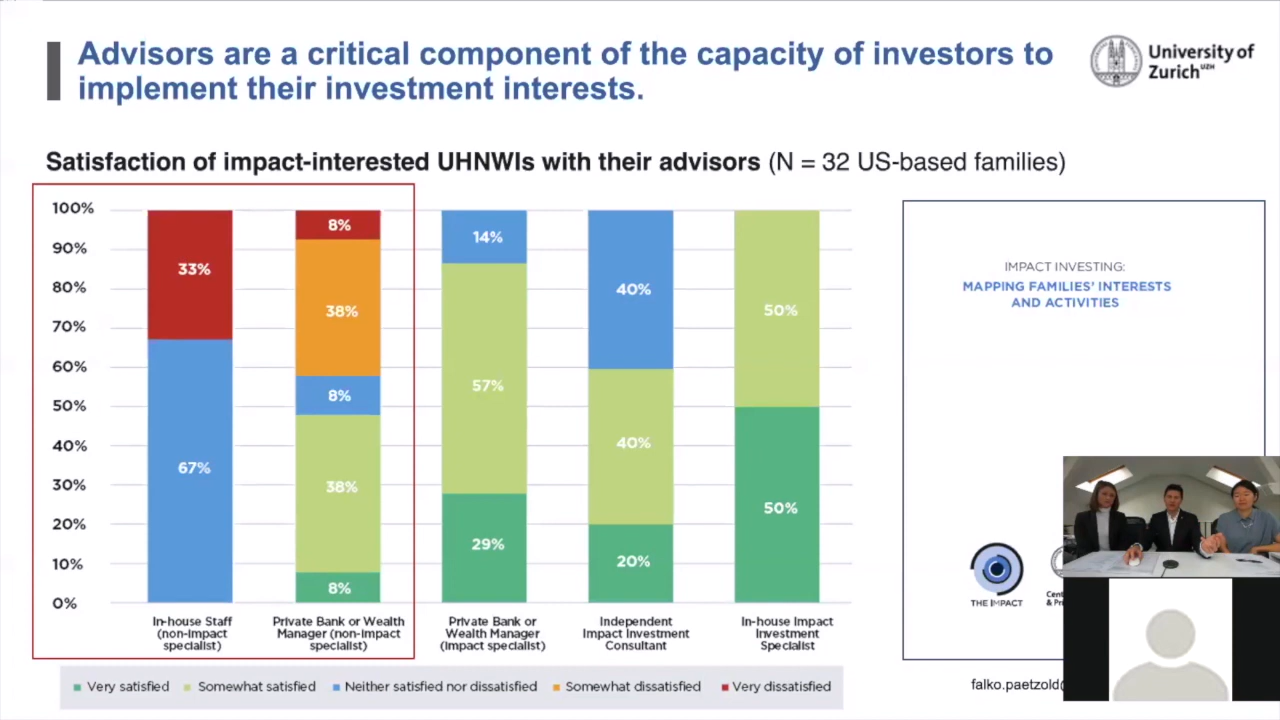 Advisors are a critical component of the capacity of investors to
implement their investment interests.
University of
Zurich UZH
Satisfaction of impact-interested UHNWIs with their advisors (N = 32 US-based families)
100%
90%
80%
70%
60%
50%
40%
30%
20%
10%
0%
33%
67%
8%
38%
8%
38%
8%
14%
57%
29%
40%
40%
20%
50%
50%
In-house Staff
(non-impact
specialist)
Private Bank or Wealth
Manager (non-impact
specialist)
Private Bank or
Wealth Manager
(impact specialist)
Independent
Impact Investment
Consultant
In-house Impact
Investment
Specialist
Very satisfied
Somewhat satisfied
Neither satisfied nor dissatisfied
Somewhat dissatisfied
Very dissatisfied
IMPACT INVESTING:
MAPPING FAMILIES' INTERESTS
AND ACTIVITIES
THE IMPACT
& Pri
falko.paetzold